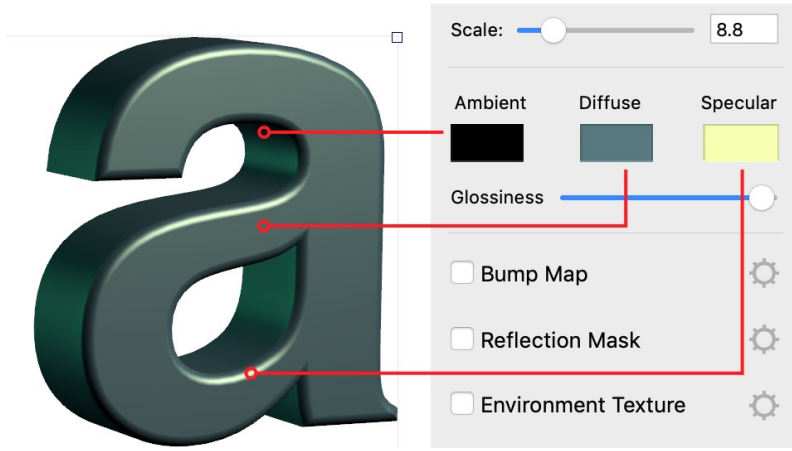 a
Scale: 8.8
Ambient Diffuse Specular
Glossiness
Bump Map
Reflection Mask
Environment Texture